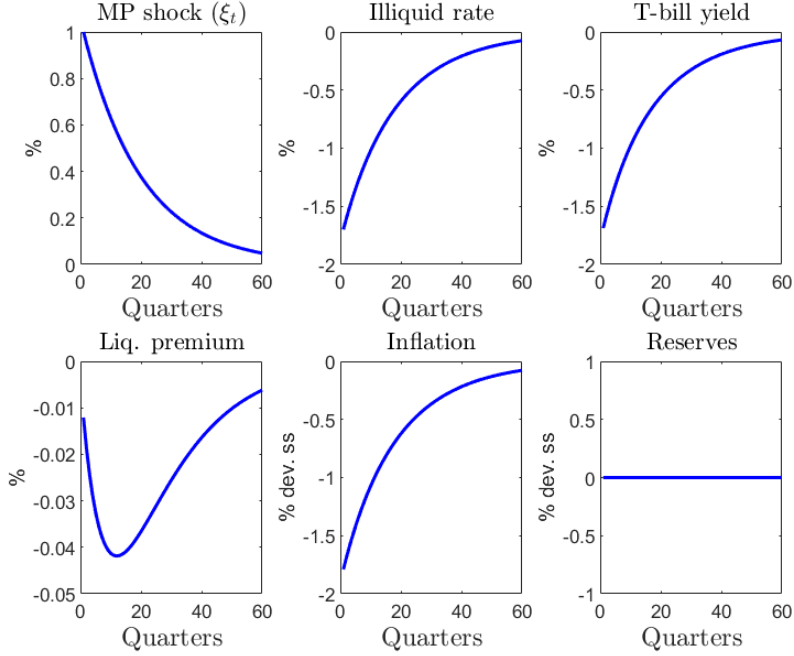 MP shock (ξt)
1
0.8
0.6
0.4
0.2
0
%
0 20 40 60
Quarters
Illiquid rate
0
-0.5
-1
-1.5
-2
%
0 20 40 60
Quarters
T-bill yield
0
-0.5
-1
-1.5
-2
%
0 20 40 60
Quarters
Liq. premium
0
-0.01
-0.02
-0.03
-0.04
-0.05
%
0 20 40 60
Quarters
Inflation
0
-0.5
-1
-1.5
-2
% dev. ss
0 20 40 60
Quarters
Reserves
1
0.5
0
-0.5
-1
% dev. ss
0 20 40 60
Quarters